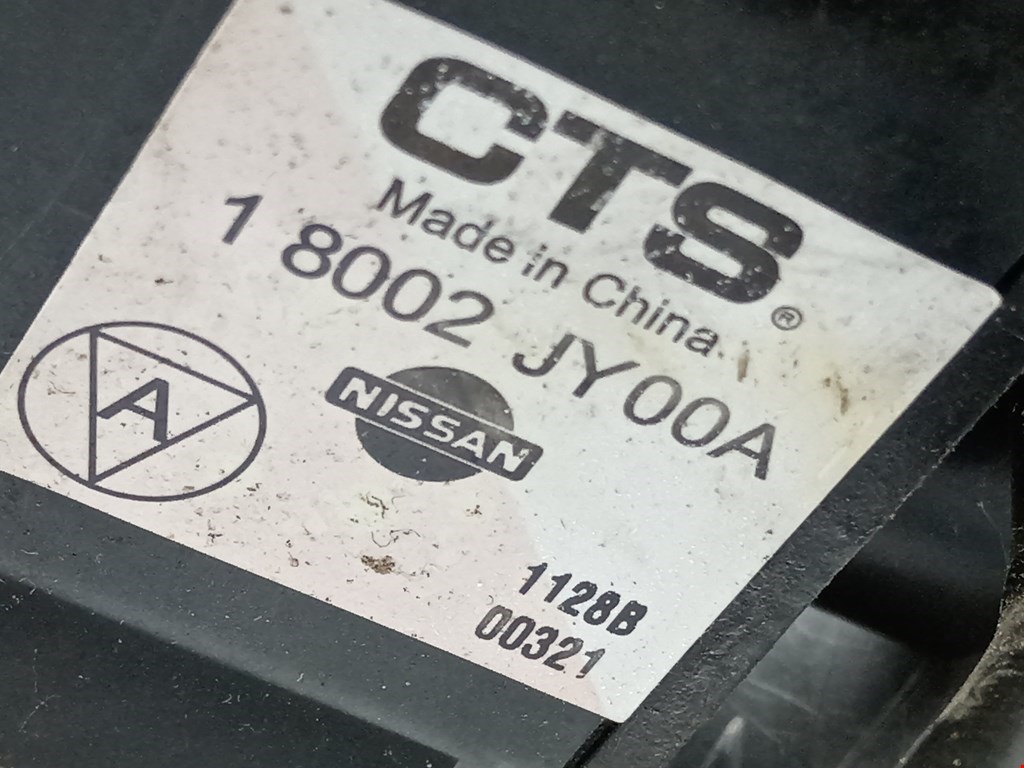 CTS®
Made in China
1 8002 JY00A
A
NISSAN
1128B
00321